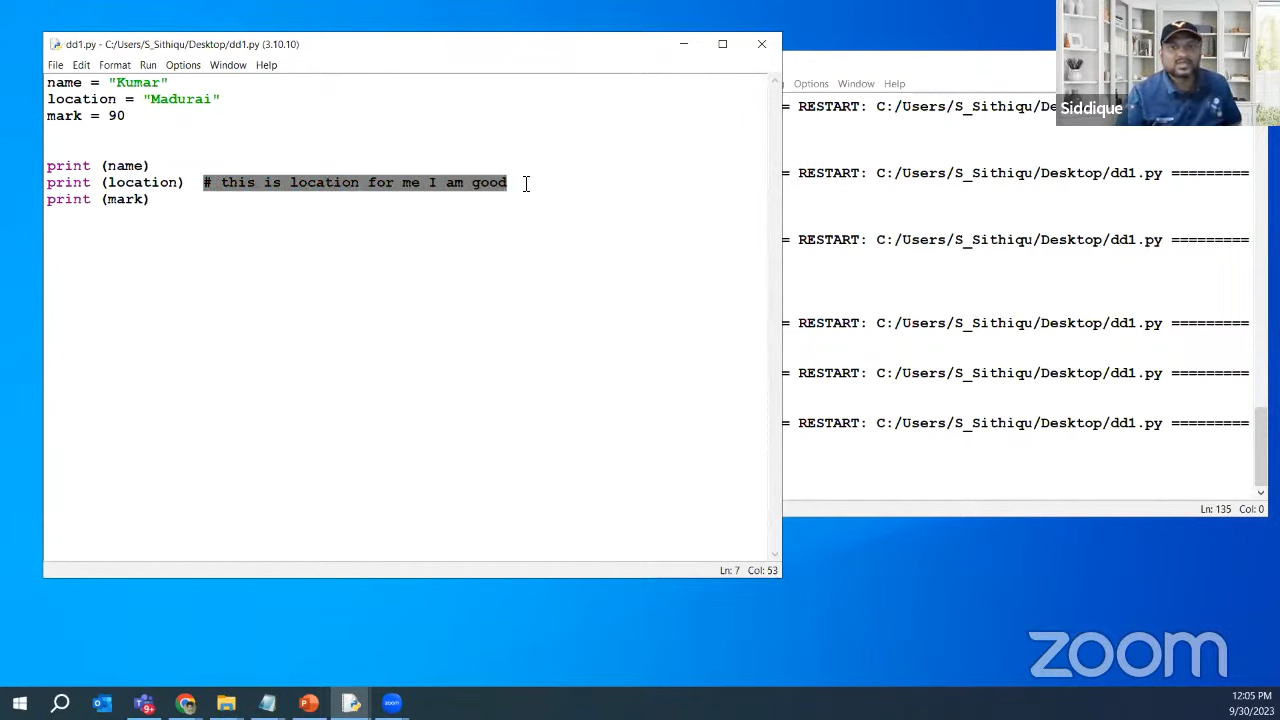 dd1.py - C:/Users/S_Sithiqu/Desktop/dd1.py (3.10.10)
File Edit Format Run Options Window Help
name = "Kumar"
location = "Madurai"
mark = 90
print (name)
print (location) # this is location for me I am good
print (mark)
Ln: 7 Col: 53
Options Window Help
= RESTART: C:/Users/S_Sithiqu/De
= RESTART: C:/Users/S_Sithiqu/Desktop/dd1.py =========
= RESTART: C:/Users/S_Sithiqu/Desktop/dd1.py =========
= RESTART: C:/Users/S_Sithiqu/Desktop/dd1.py =========
= RESTART: C:/Users/S_Sithiqu/Desktop/dd1.py =========
= RESTART: C:/Users/S_Sithiqu/Desktop/dd1.py =========
Ln: 135 Col: 0
Siddique
zoom
9+
zoom
12:05 PM
9/30/2023